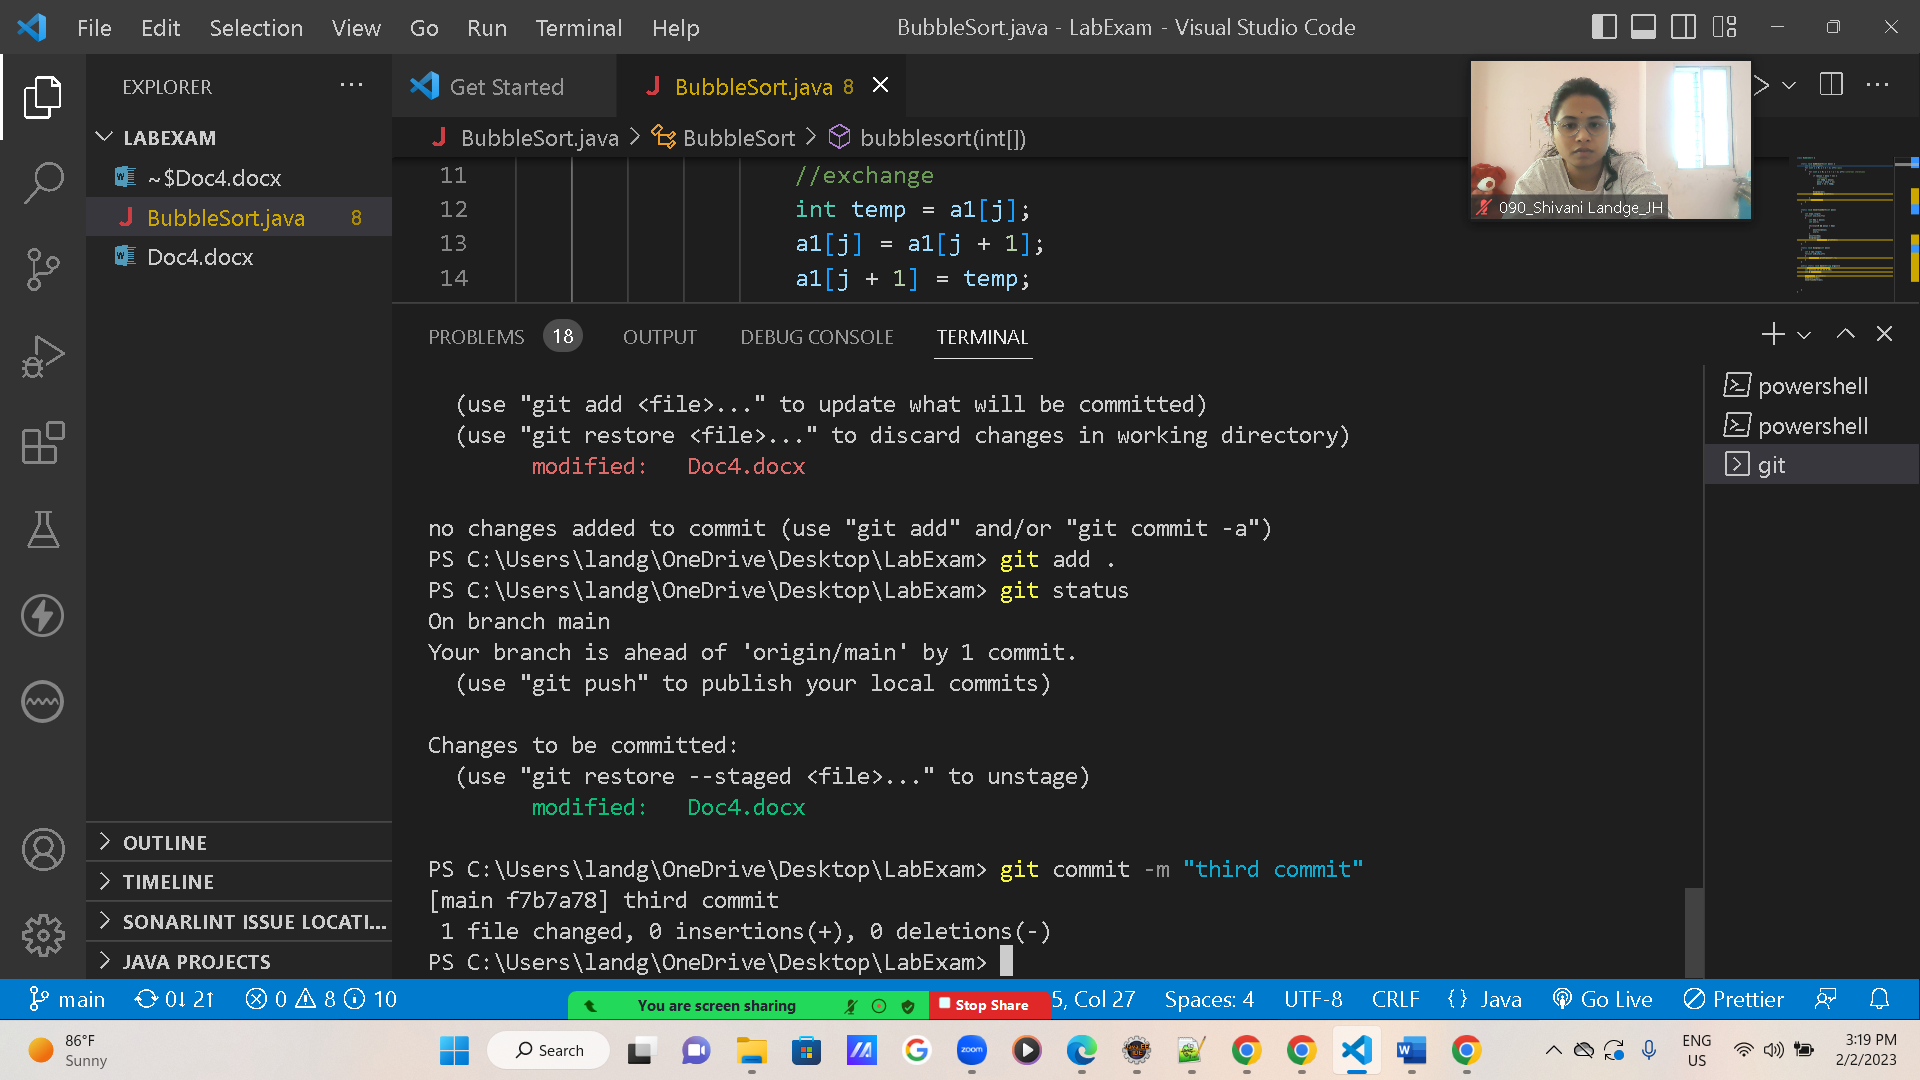 File Edit Selection View Go Run Terminal Help
BubbleSort.java - LabExam - Visual Studio Code
EXPLORER
Get Started
BubbleSort.java 8
LABEXAM
~$Doc4.docx
BubbleSort.java 8
Doc4.docx
BubbleSort.java > BubbleSort > bubblesort(int[])
11 //exchange
12 int temp = a1[j];
13 a1[j] = a1[j + 1];
14 a1[j + 1] = temp;
090_Shivani Landge_JH
PROBLEMS 18 OUTPUT DEBUG CONSOLE TERMINAL
powershell
powershell
git
(use "git add <file>..." to update what will be committed)
(use "git restore <file>..." to discard changes in working directory)
modified: Doc4.docx
no changes added to commit (use "git add" and/or "git commit -a")
PS C:\Users\landg\OneDrive\Desktop\LabExam> git add .
PS C:\Users\landg\OneDrive\Desktop\LabExam> git status
On branch main
Your branch is ahead of 'origin/main' by 1 commit.
(use "git push" to publish your local commits)
Changes to be committed:
(use "git restore --staged <file>..." to unstage)
modified: Doc4.docx
PS C:\Users\landg\OneDrive\Desktop\LabExam> git commit -m "third commit"
[main f7b7a78] third commit
1 file changed, 0 insertions(+), 0 deletions(-)
PS C:\Users\landg\OneDrive\Desktop\LabExam>
OUTLINE
TIMELINE
SONARLINT ISSUE LOCATI...
JAVA PROJECTS
main 0↓ 2↑ 0 8 10
You are screen sharing
Stop Share
5, Col 27 Spaces: 4 UTF-8 CRLF {} Java Go Live Prettier
86°F
Sunny
Search
zoom
ENG
US
3:19 PM
2/2/2023